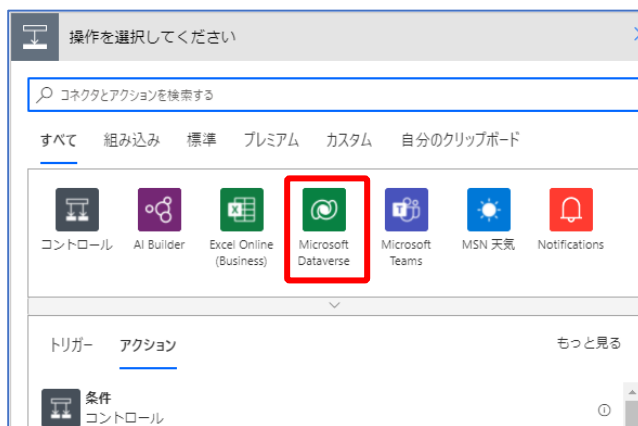 操作を選択してください
コネクタとアクションを検索する
すべて 組み込み 標準 プレミアム カスタム 自分のクリップボード
コントロール AI Builder Excel Online (Business) Microsoft Dataverse Microsoft Teams MSN 天気 Notifications
トリガー アクション もっと見る
条件
コントロール